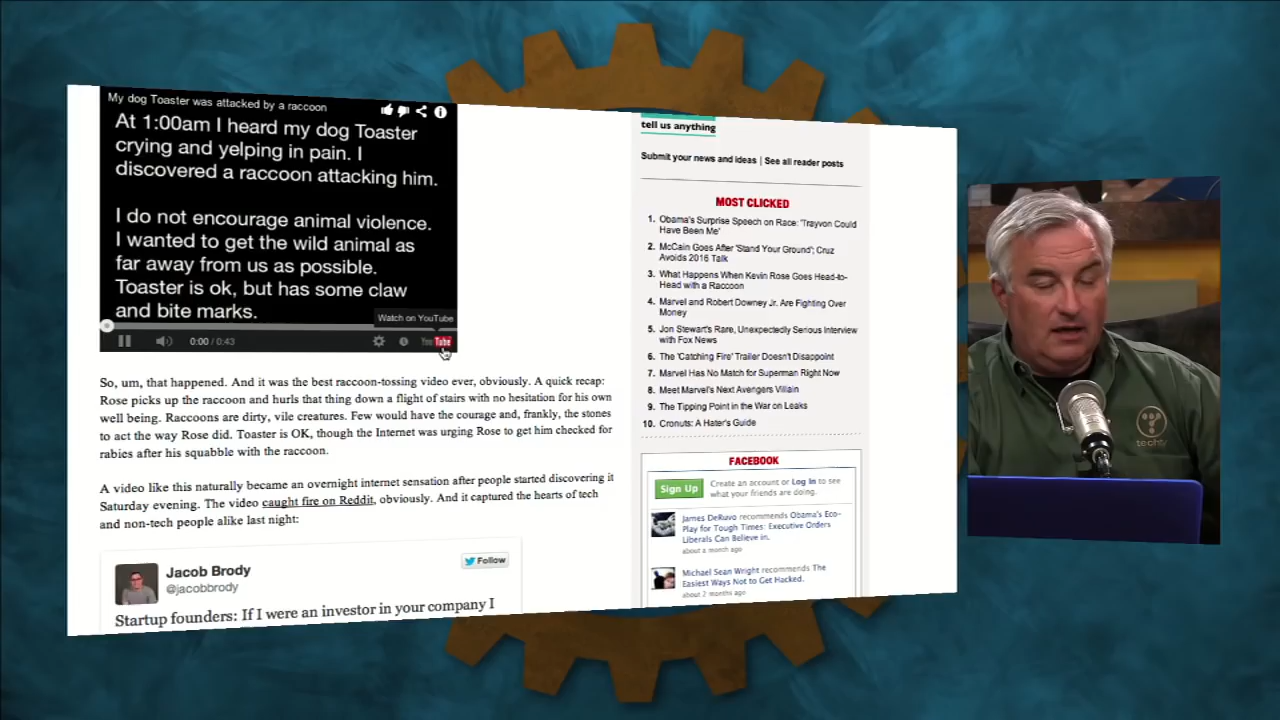 My dog Toaster was attacked by a raccoon
At 1:00am I heard my dog Toaster
crying and yelping in pain. I
discovered a raccoon attacking him.
I do not encourage animal violence.
I wanted to get the wild animal as
far away from us as possible.
Toaster is ok, but has some claw
and bite marks.
Watch on YouTube
0:00 / 0:43
YouTube
So, um, that happened. And it was the best raccoon-tossing video ever, obviously. A quick recap:
Rose picks up the raccoon and hurls that thing down a flight of stairs with no hesitation for his own
well being. Raccoons are dirty, vile creatures. Few would have the courage and, frankly, the stones
to act the way Rose did. Toaster is OK, though the Internet was urging Rose to get him checked for
rabies after his squabble with the raccoon.
A video like this naturally became an overnight internet sensation after people started discovering it
Saturday evening. The video caught fire on Reddit, obviously. And it captured the hearts of tech
and non-tech people alike last night:
Jacob Brody
@jacobbrody
Follow
Startup founders: If I were an investor in your company I
tell us anything
Submit your news and ideas | See all reader posts
MOST CLICKED
1. Obama's Surprise Speech on Race: 'Trayvon Could
Have Been Me'
2. McCain Goes After 'Stand Your Ground'; Cruz
Avoids 2016 Talk
3. What Happens When Kevin Rose Goes Head-to-
Head with a Raccoon
4. Marvel and Robert Downey Jr. Are Fighting Over
Money
5. Jon Stewart's Rare, Unexpectedly Serious Interview
with Fox News
6. The 'Catching Fire' Trailer Doesn't Disappoint
7. Marvel Has No Match for Superman Right Now
8. Meet Marvel's Next Avengers Villain
9. The Tipping Point in the War on Leaks
10. Cronuts: A Hater's Guide
FACEBOOK
Sign Up
Create an account or Log In to see
what your friends are doing.
James DeRuvo recommends Obama's Eco-
Play for Tough Times: Executive Orders
Liberals Can Believe in.
about a month ago
Michael Sean Wright recommends The
Easiest Ways Not to Get Hacked.
about 2 months ago
techty